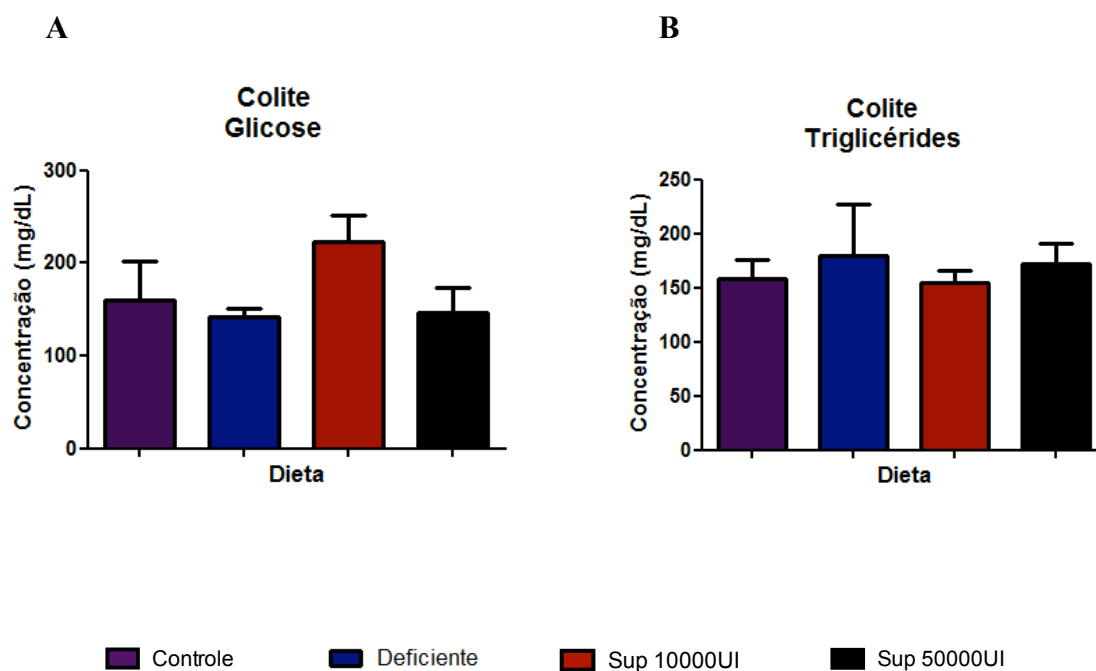 A
B
Colite
Glicose
Concentração (mg/dL)
300
200
100
0
Dieta
Colite
Triglicérides
Concentração (mg/dL)
250
200
150
100
50
0
Dieta
Controle
Deficiente
Sup 10000UI
Sup 50000UI